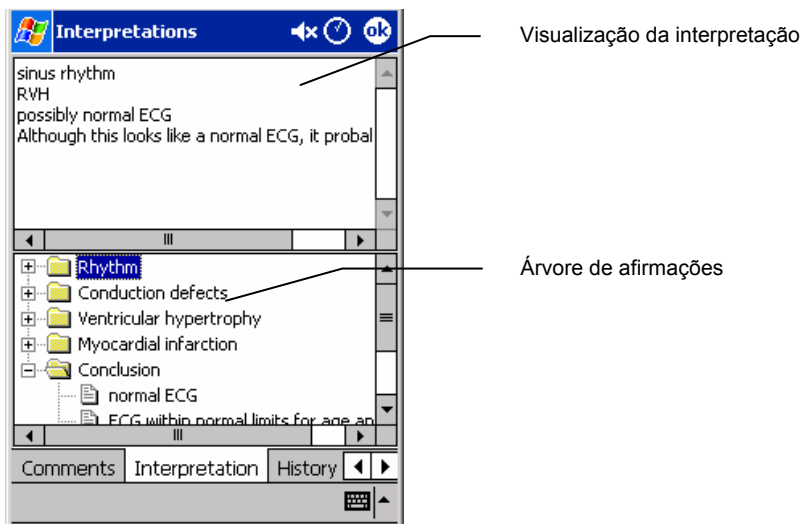 Interpretations
ok
Visualização da interpretação
sinus rhythm
RVH
possibly normal ECG
Although this looks like a normal ECG, it probal
Rhythm
Árvore de afirmações
Conduction defects
Ventricular hypertrophy
Myocardial infarction
Conclusion
normal ECG
ECG within normal limits for age an
Comments Interpretation History